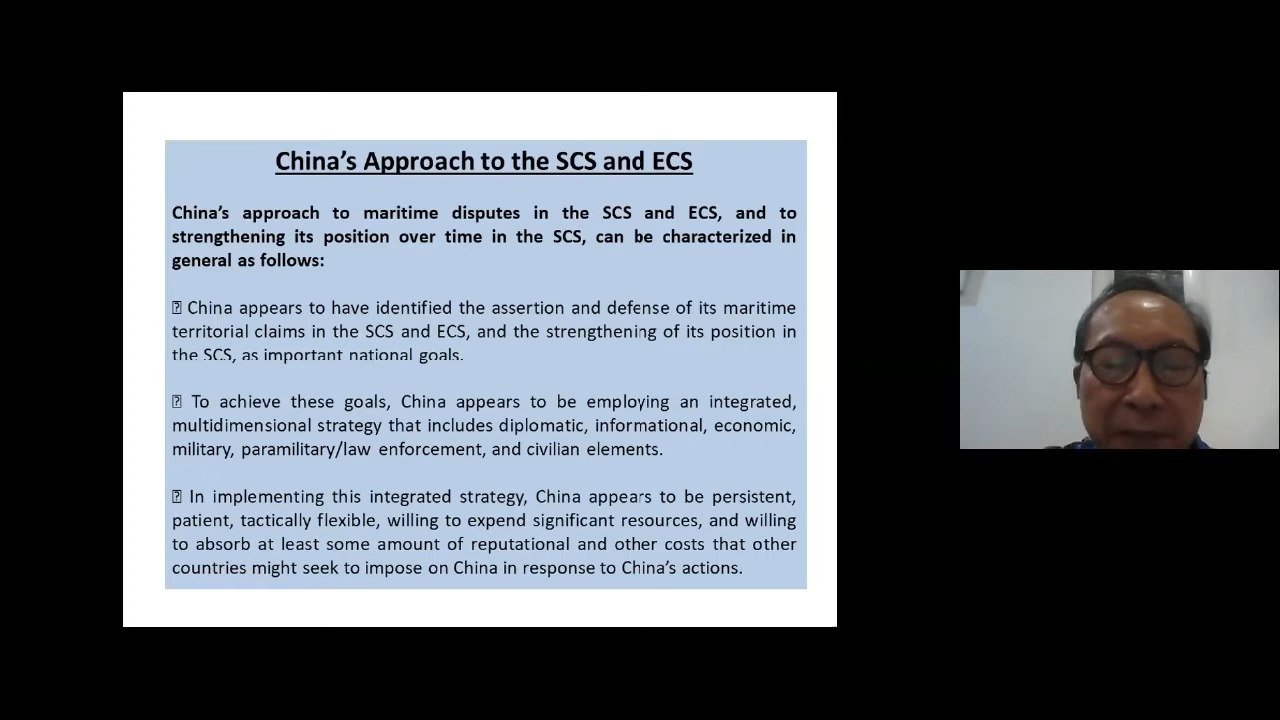 China's Approach to the SCS and ECS
China's approach to maritime disputes in the SCS and ECS, and to
strengthening its position over time in the SCS, can be characterized in
general as follows:
⍰ China appears to have identified the assertion and defense of its maritime
territorial claims in the SCS and ECS, and the strengthening of its position in
the SCS, as important national goals.
⍰ To achieve these goals, China appears to be employing an integrated,
multidimensional strategy that includes diplomatic, informational, economic,
military, paramilitary/law enforcement, and civilian elements.
⍰ In implementing this integrated strategy, China appears to be persistent,
patient, tactically flexible, willing to expend significant resources, and willing
to absorb at least some amount of reputational and other costs that other
countries might seek to impose on China in response to China's actions.